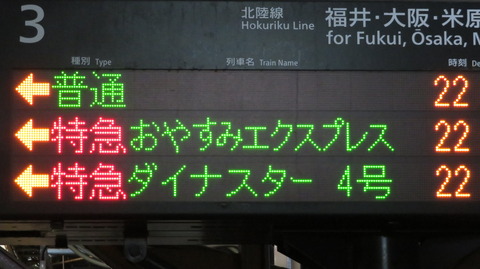 3 北陸線 福井・大阪・米原
Hokuriku Line for Fukui, Ōsaka, M
種別 Type 列車名 Train Name 時刻 De
←普通 22
←特急おやすみエクスプレス 22
←特急ダイナスター 4号 22